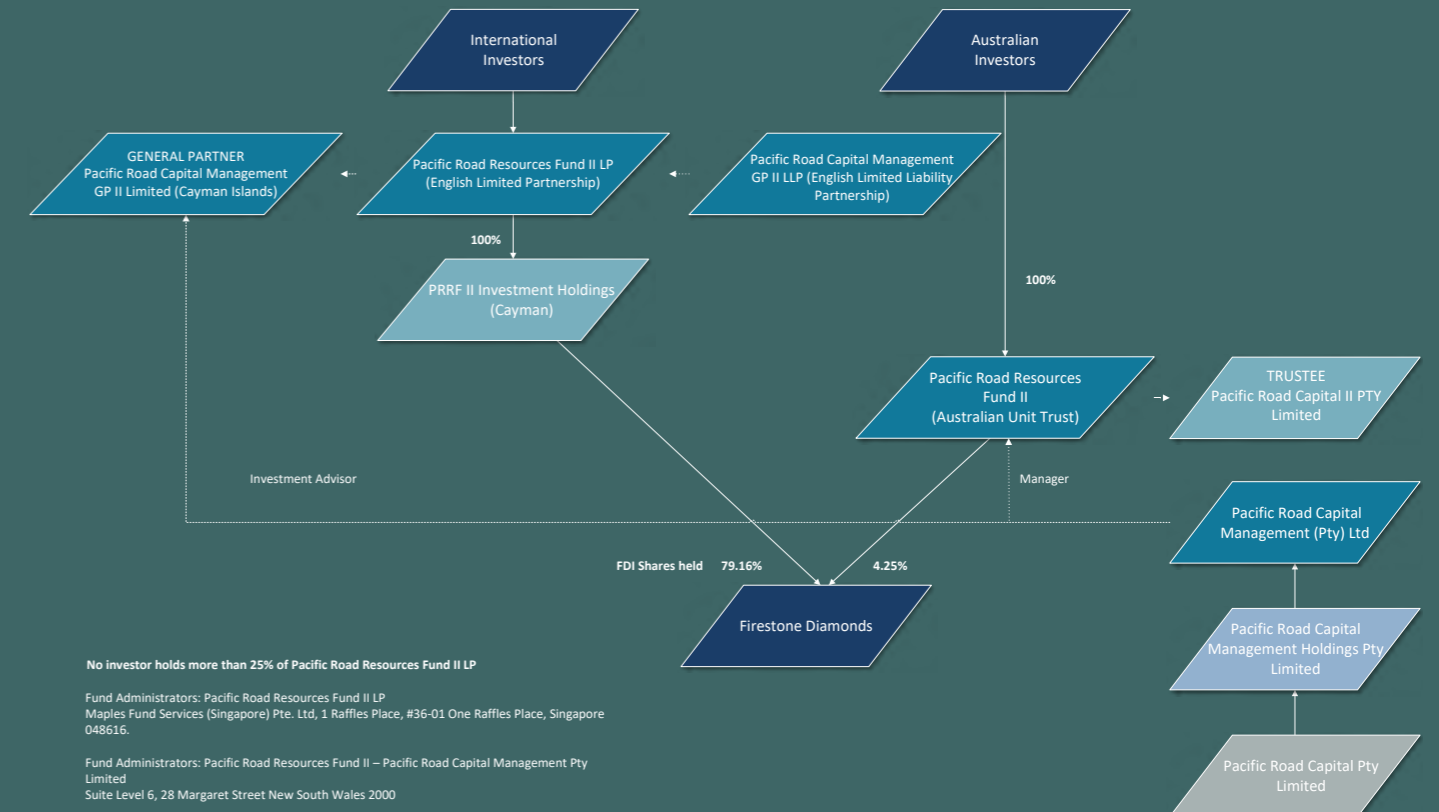 International
Investors
Australian
Investors
GENERAL PARTNER
Pacific Road Capital Management
GP II Limited (Cayman Islands)
Pacific Road Resources Fund II LP
(English Limited Partnership)
Pacific Road Capital Management
GP II LLP (English Limited Liability
Partnership)
100%
PRRF II Investment Holdings
(Cayman)
100%
Pacific Road Resources
Fund II
(Australian Unit Trust)
TRUSTEE
Pacific Road Capital II PTY
Limited
Investment Advisor
Manager
Pacific Road Capital
Management (Pty) Ltd
FDI Shares held 79.16% 4.25%
Firestone Diamonds
Pacific Road Capital
Management Holdings Pty
Limited
No investor holds more than 25% of Pacific Road Resources Fund II LP
Fund Administrators: Pacific Road Resources Fund II LP
Maples Fund Services (Singapore) Pte. Ltd, 1 Raffles Place, #36-01 One Raffles Place, Singapore
048616.
Fund Administrators: Pacific Road Resources Fund II – Pacific Road Capital Management Pty
Limited
Suite Level 6, 28 Margaret Street New South Wales 2000
Pacific Road Capital Pty
Limited